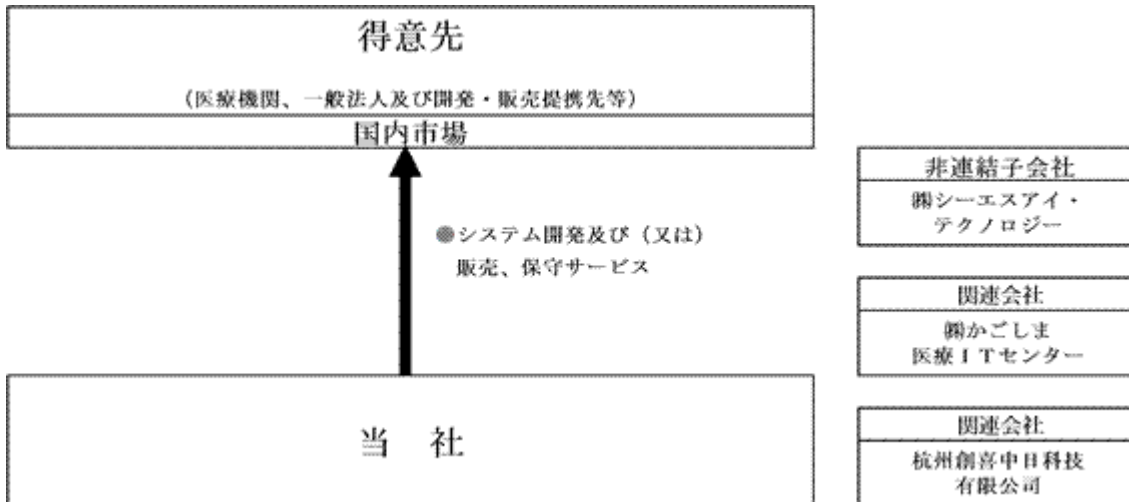 得意先
(医療機関、一般法人及び開発・販売提携先等)
国内市場
●システム開発及び(又は)
販売、保守サービス
当 社
非連結子会社
㈱シーエスアイ・
テクノロジー
関連会社
㈱かごしま
医療ITセンター
関連会社
杭州創喜中日科技
有限公司